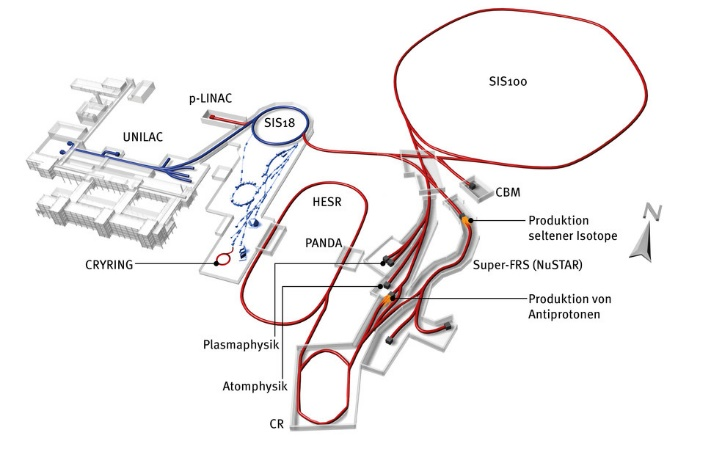 SIS100
p-LINAC
SIS18
UNILAC
CBM
HESR
N
Produktion
seltener Isotope
PANDA
CRYRING
Super-FRS (NuSTAR)
Produktion von
Antiprotonen
Plasmaphysik
Atomphysik
CR